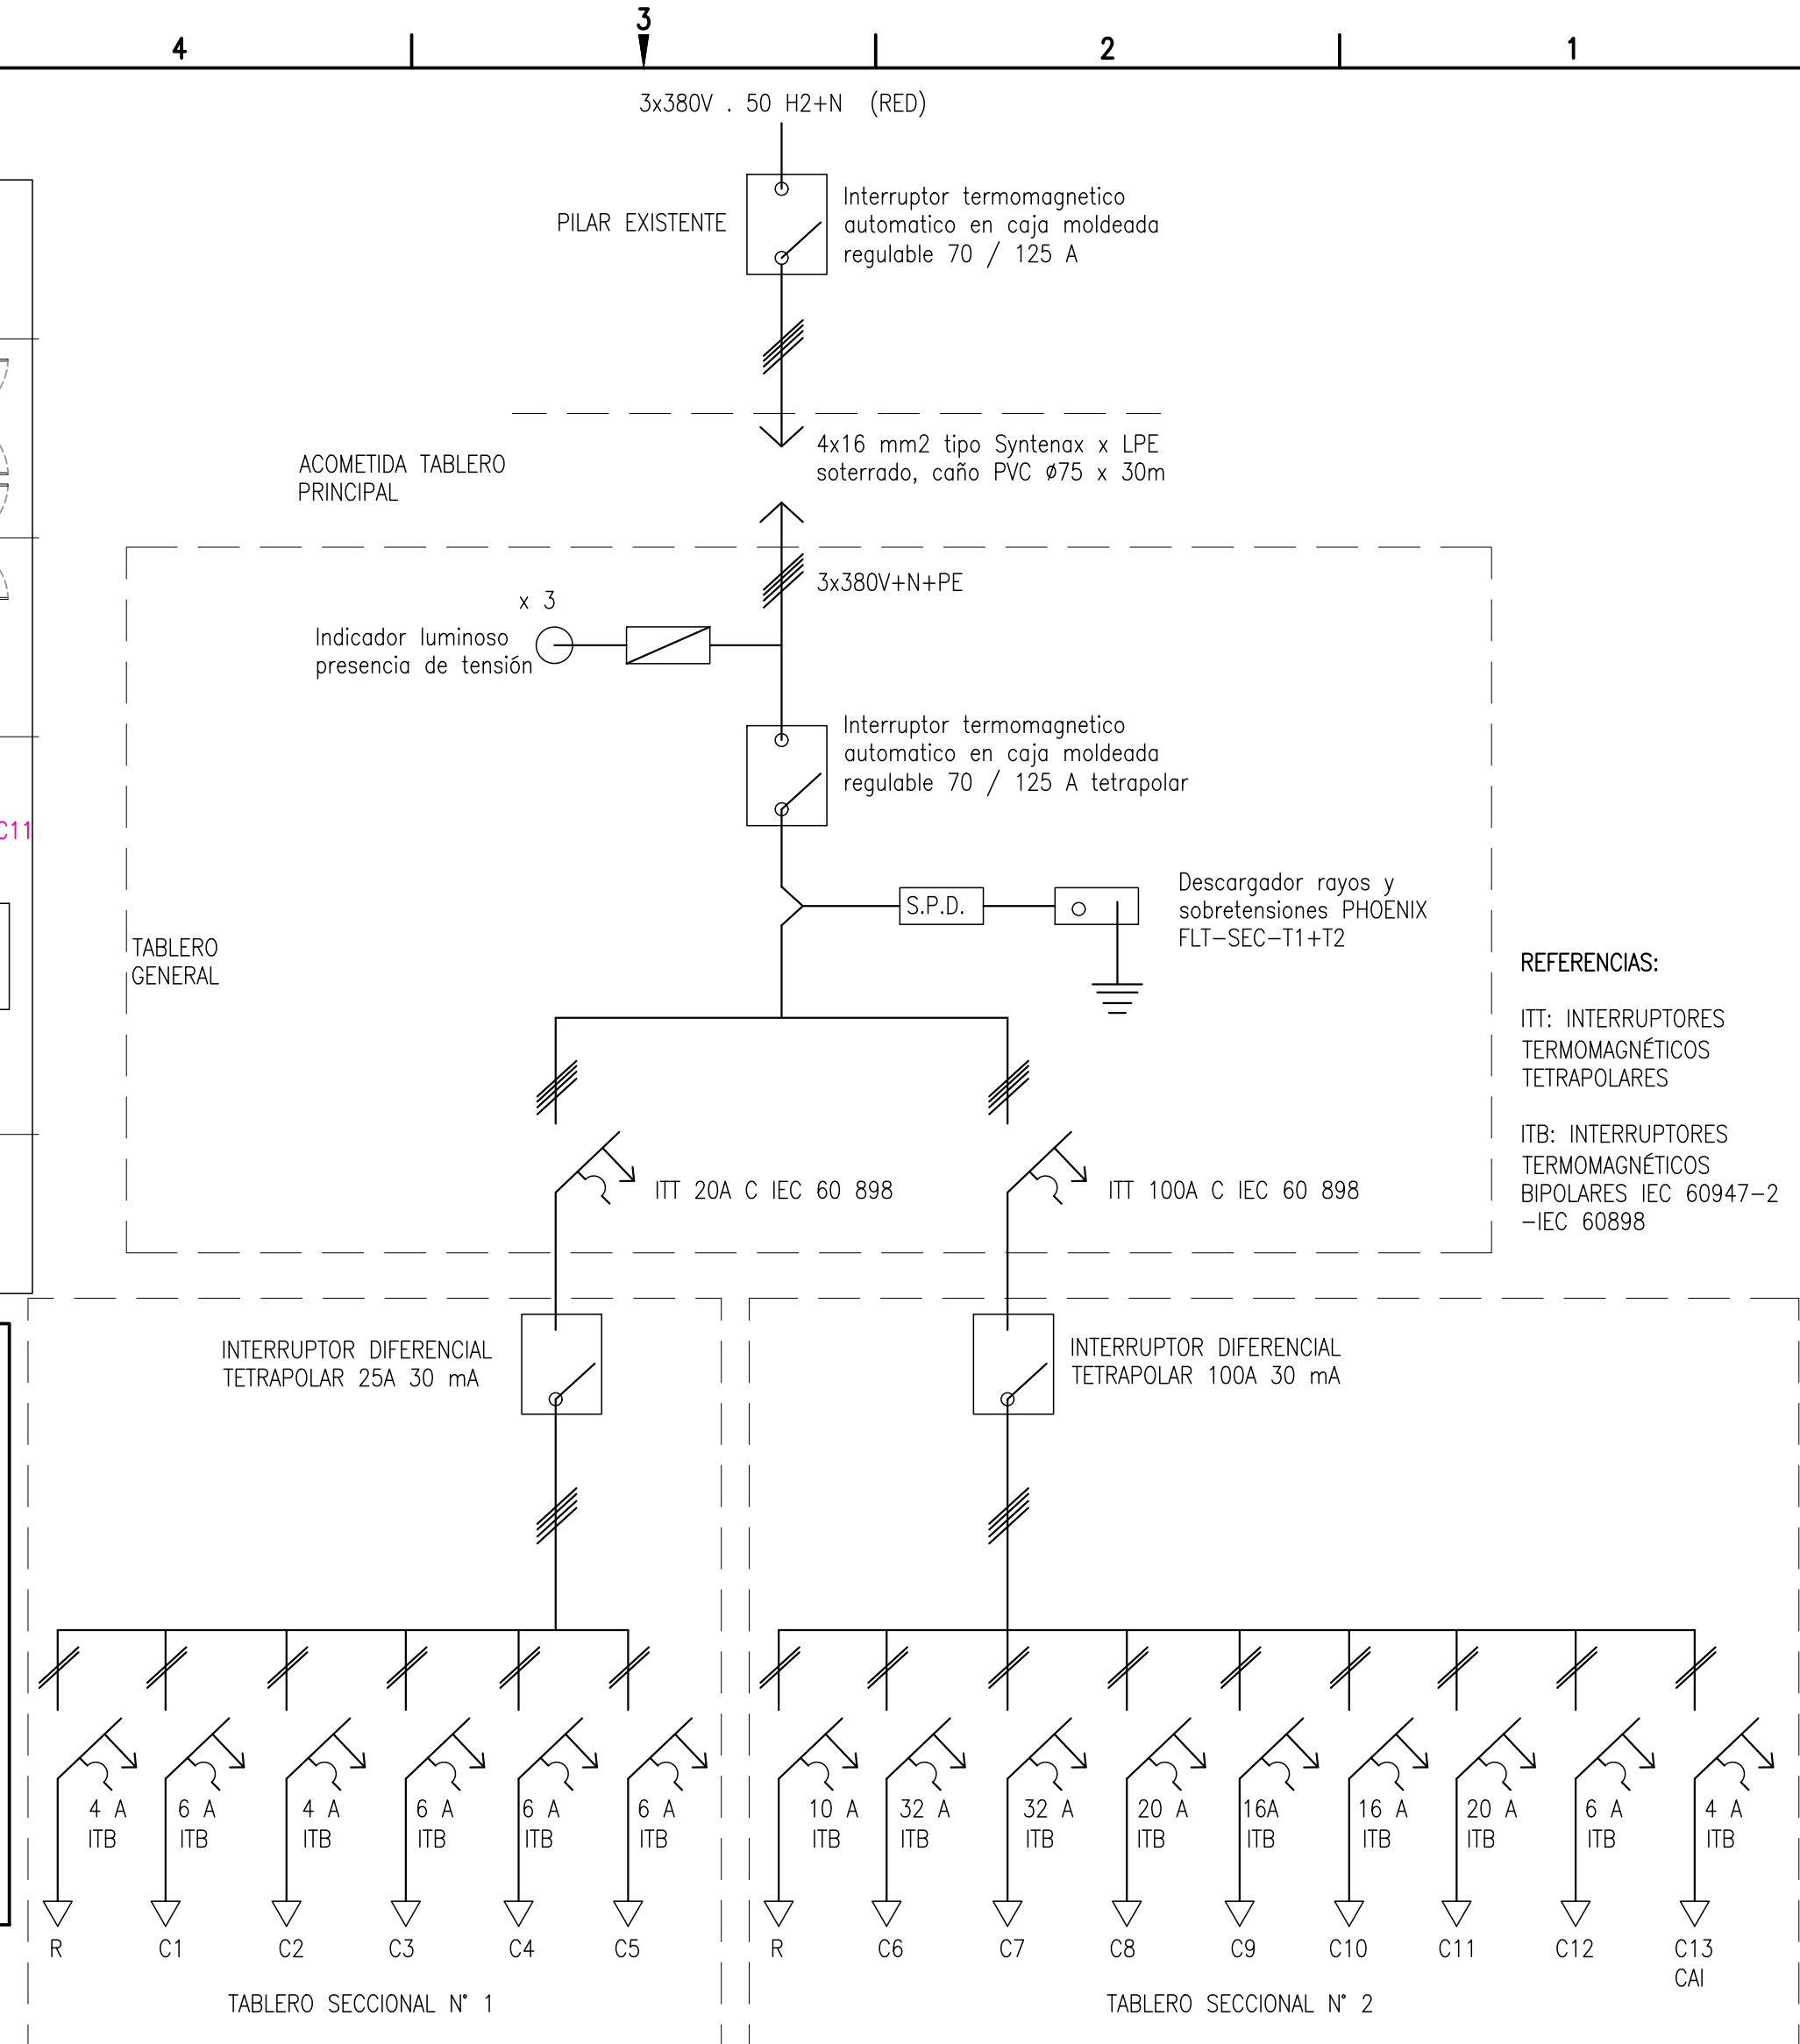 4
3
2
1
3x380V . 50 H2+N (RED)
PILAR EXISTENTE
Interruptor termomagnetico
automatico en caja moldeada
regulable 70 / 125 A
ACOMETIDA TABLERO
PRINCIPAL
4x16 mm2 tipo Syntenax x LPE
soterrado, caño PVC ø75 x 30m
3x380V+N+PE
x 3
Indicador luminoso
presencia de tensión
Interruptor termomagnetico
automatico en caja moldeada
regulable 70 / 125 A tetrapolar
C11
S.P.D.
Descargador rayos y
sobretensiones PHOENIX
FLT-SEC-T1+T2
TABLERO
GENERAL
REFERENCIAS:
ITT: INTERRUPTORES
TERMOMAGNÉTICOS
TETRAPOLARES
ITB: INTERRUPTORES
TERMOMAGNÉTICOS
BIPOLARES IEC 60947-2
-IEC 60898
ITT 20A C IEC 60 898
ITT 100A C IEC 60 898
INTERRUPTOR DIFERENCIAL
TETRAPOLAR 25A 30 mA
INTERRUPTOR DIFERENCIAL
TETRAPOLAR 100A 30 mA
4 A
ITB
6 A
ITB
4 A
ITB
6 A
ITB
6 A
ITB
6 A
ITB
10 A
ITB
32 A
ITB
32 A
ITB
20 A
ITB
16A
ITB
16 A
ITB
20 A
ITB
6 A
ITB
4 A
ITB
R C1 C2 C3 C4 C5
R C6 C7 C8 C9 C10 C11 C12 C13
CAI
TABLERO SECCIONAL N° 1
TABLERO SECCIONAL N° 2